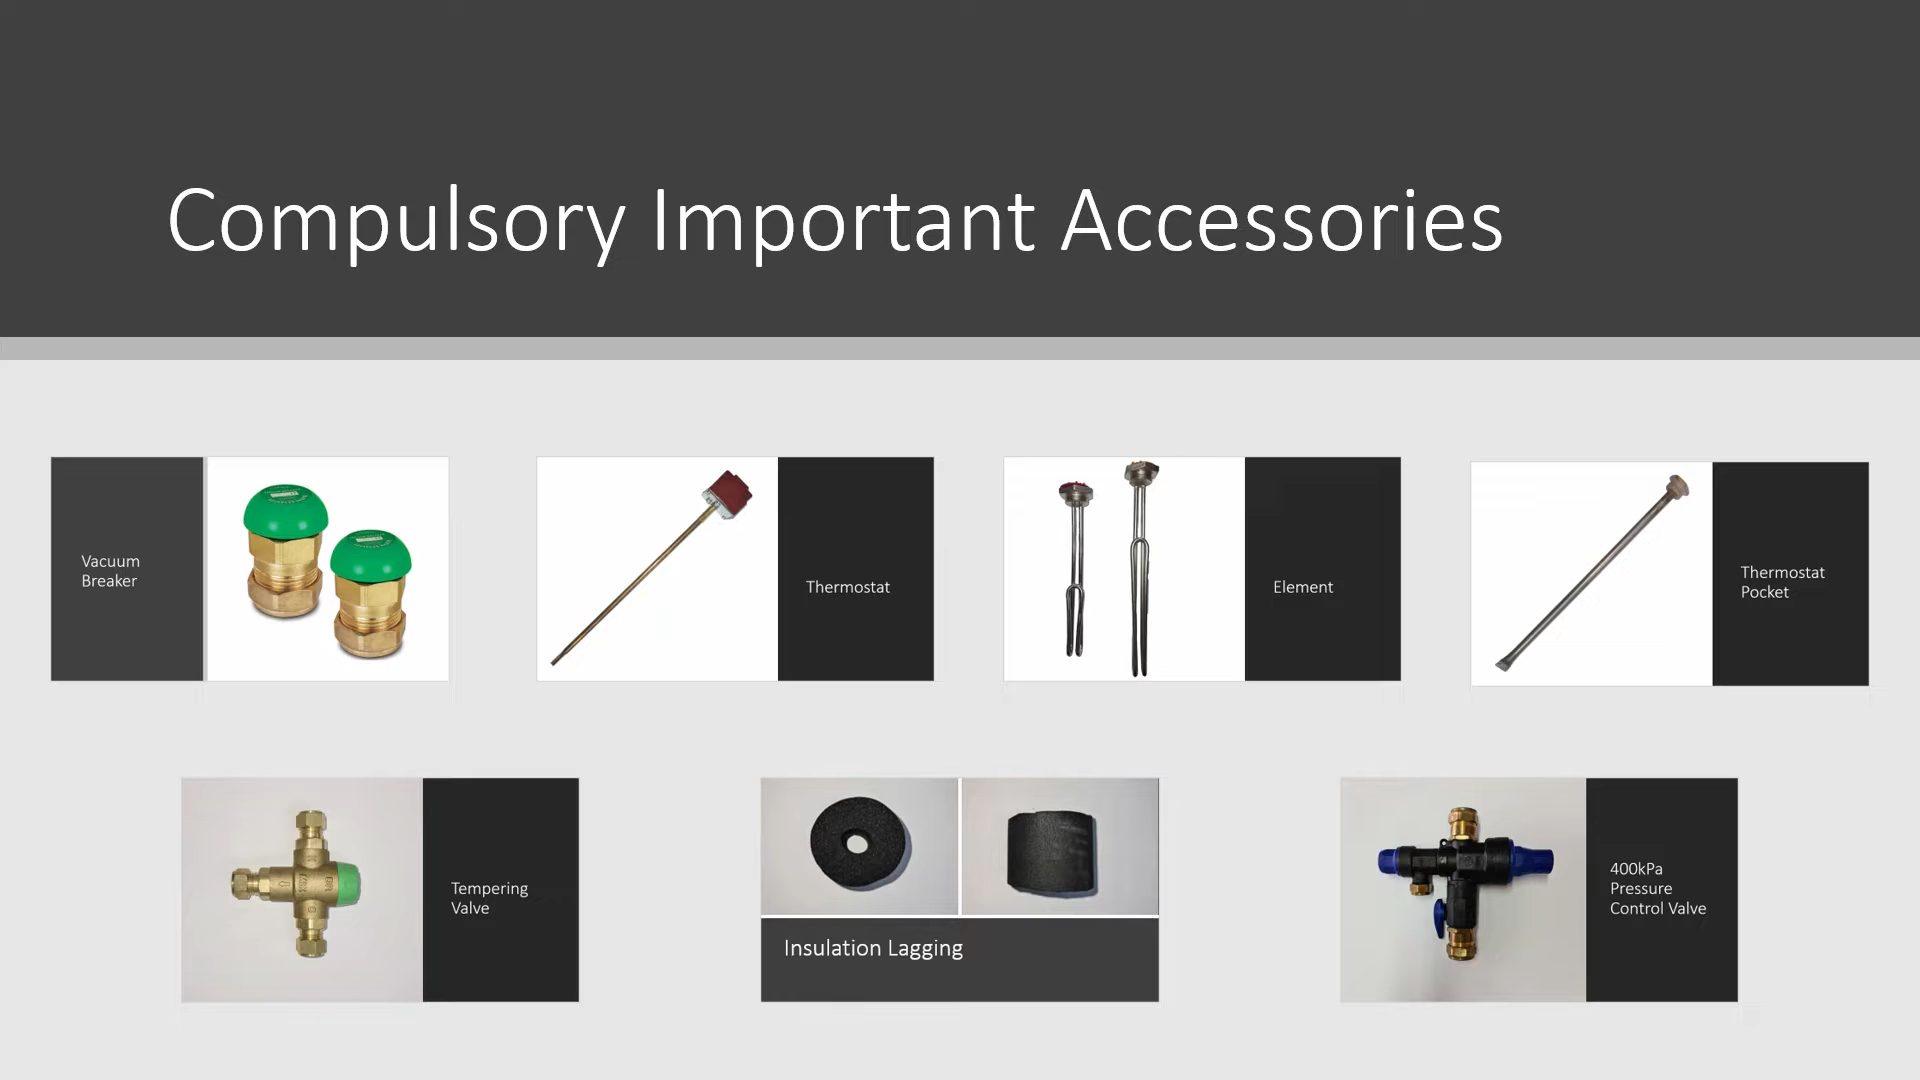 Compulsory Important Accessories
Vacuum
Breaker
Thermostat
Element
Thermostat
Pocket
Tempering
Valve
Insulation Lagging
400kPa
Pressure
Control Valve